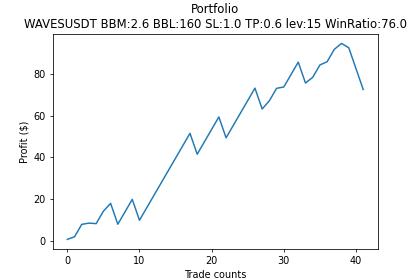 Portfolio
WAVESUSDT BBM:2.6 BBL:160 SL:1.0 TP:0.6 lev:15 WinRatio:76.0
80
60
40
20
0
Profit ($)
0 10 20 30 40
Trade counts